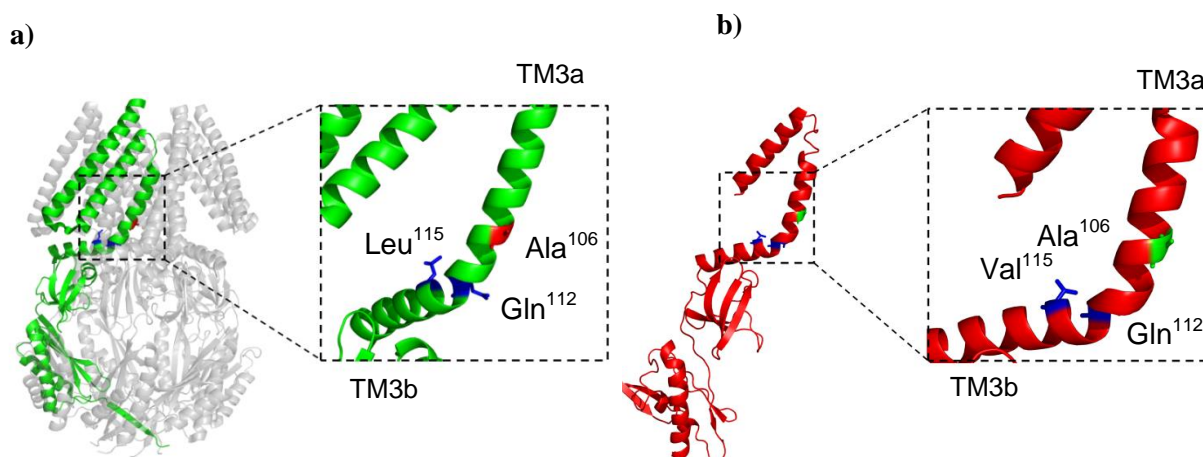 a)
TM3a
Leu¹¹⁵
Ala¹⁰⁶
Gln¹¹²
TM3b
b)
TM3a
Ala¹⁰⁶
Val¹¹⁵
Gln¹¹²
TM3b